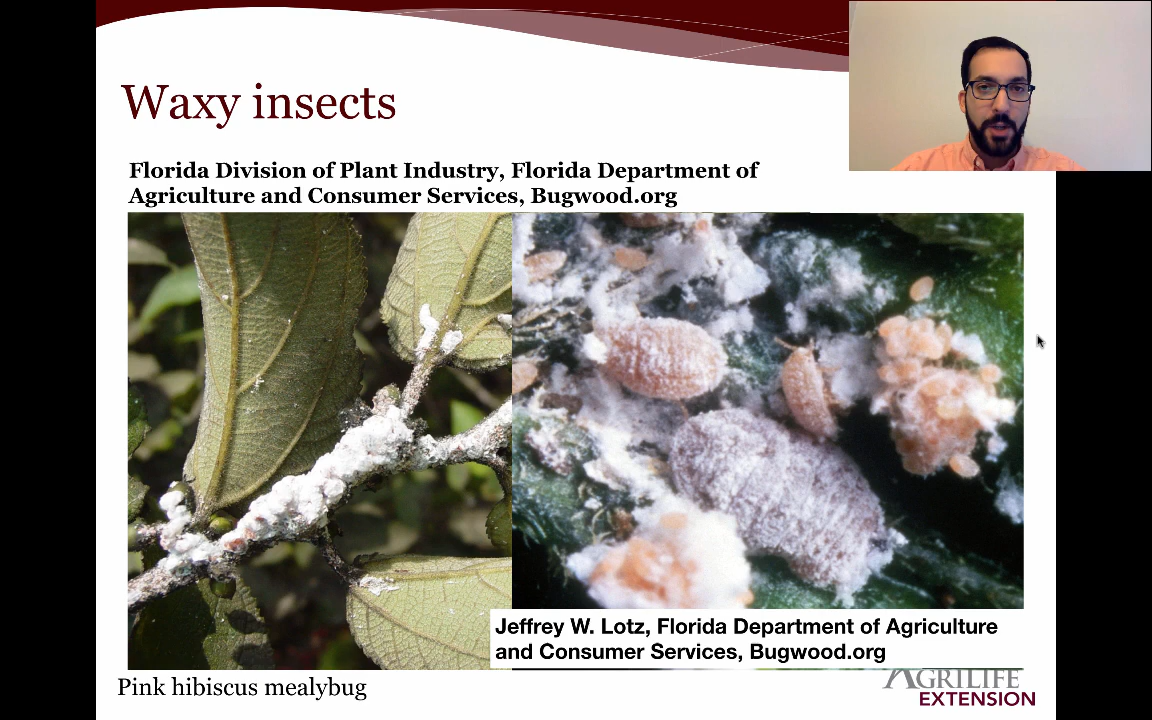 Waxy insects
Florida Division of Plant Industry, Florida Department of
Agriculture and Consumer Services, Bugwood.org
Jeffrey W. Lotz, Florida Department of Agriculture
and Consumer Services, Bugwood.org
Pink hibiscus mealybug
AGRILIFE
EXTENSION